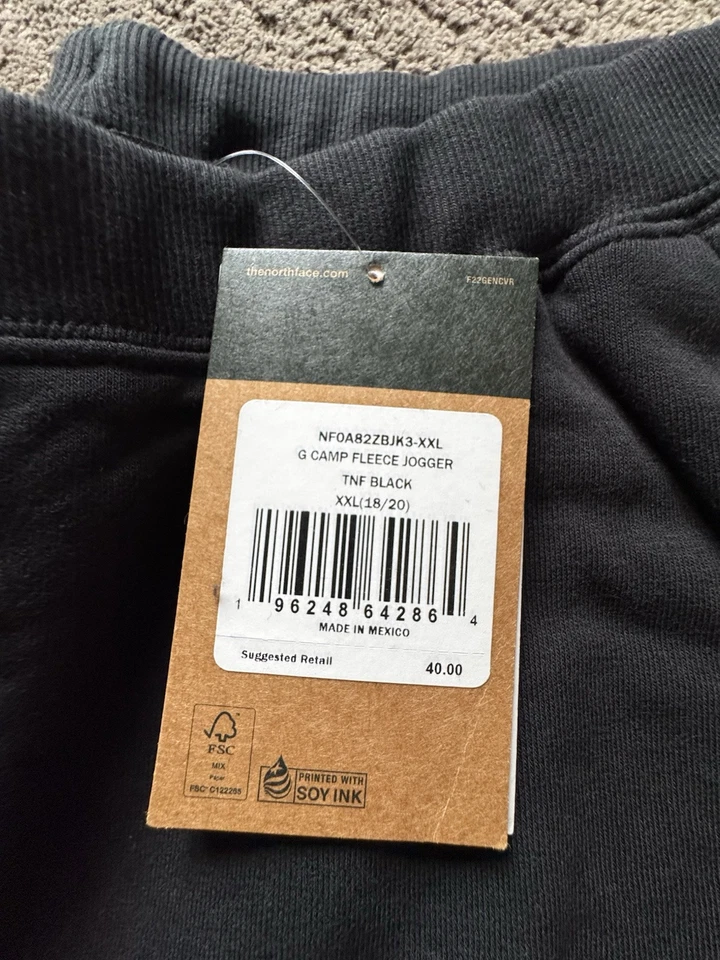 thenorthface.com
F22GENCVR
NF0A82ZBJK3-XXL
G CAMP FLEECE JOGGER
TNF BLACK
XXL(18/20)
1 96248 64286 4
MADE IN MEXICO
Suggested Retail 40.00
FSC
MIX
Paper
FSC® C122265
PRINTED WITH
SOY INK